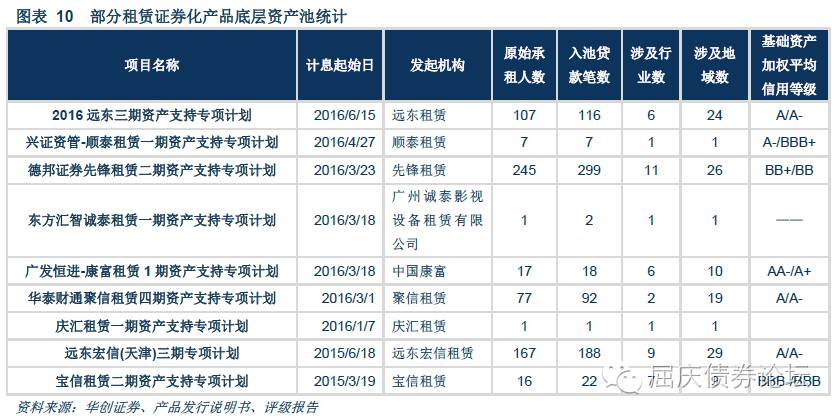 图表 10 部分租赁证券化产品底层资产池统计
项目名称 计息起始日 发起机构 原始承租人数 入池贷款笔数 涉及行业数 涉及地域数 基础资产加权平均信用等级
2016 远东三期资产支持专项计划 2016/6/15 远东租赁 107 116 6 24 A/A-
兴证资管-顺泰租赁一期资产支持专项计划 2016/4/27 顺泰租赁 7 7 1 1 A-/BBB+
德邦证券先锋租赁二期资产支持专项计划 2016/3/23 先锋租赁 245 299 11 26 BB+/BB
东方汇智诚泰租赁一期资产支持专项计划 2016/3/18 广州诚泰影视设备租赁有限公司 1 2 1 1 ——
广发恒进-康富租赁 1 期资产支持专项计划 2016/3/18 中国康富 17 18 6 10 AA-/A+
华泰财通聚信租赁四期资产支持专项计划 2016/3/1 聚信租赁 77 92 2 19 A/A-
庆汇租赁一期资产支持专项计划 2016/1/7 庆汇租赁 1 1 1 1
远东宏信(天津)三期专项计划 2015/6/18 远东宏信租赁 167 188 9 29 A/A-
宝信租赁二期资产支持专项计划 2015/3/19 宝信租赁 16 22 7 9 BBB-/BBB
屈庆债券论坛
资料来源：华创证券、产品发行说明书、评级报告